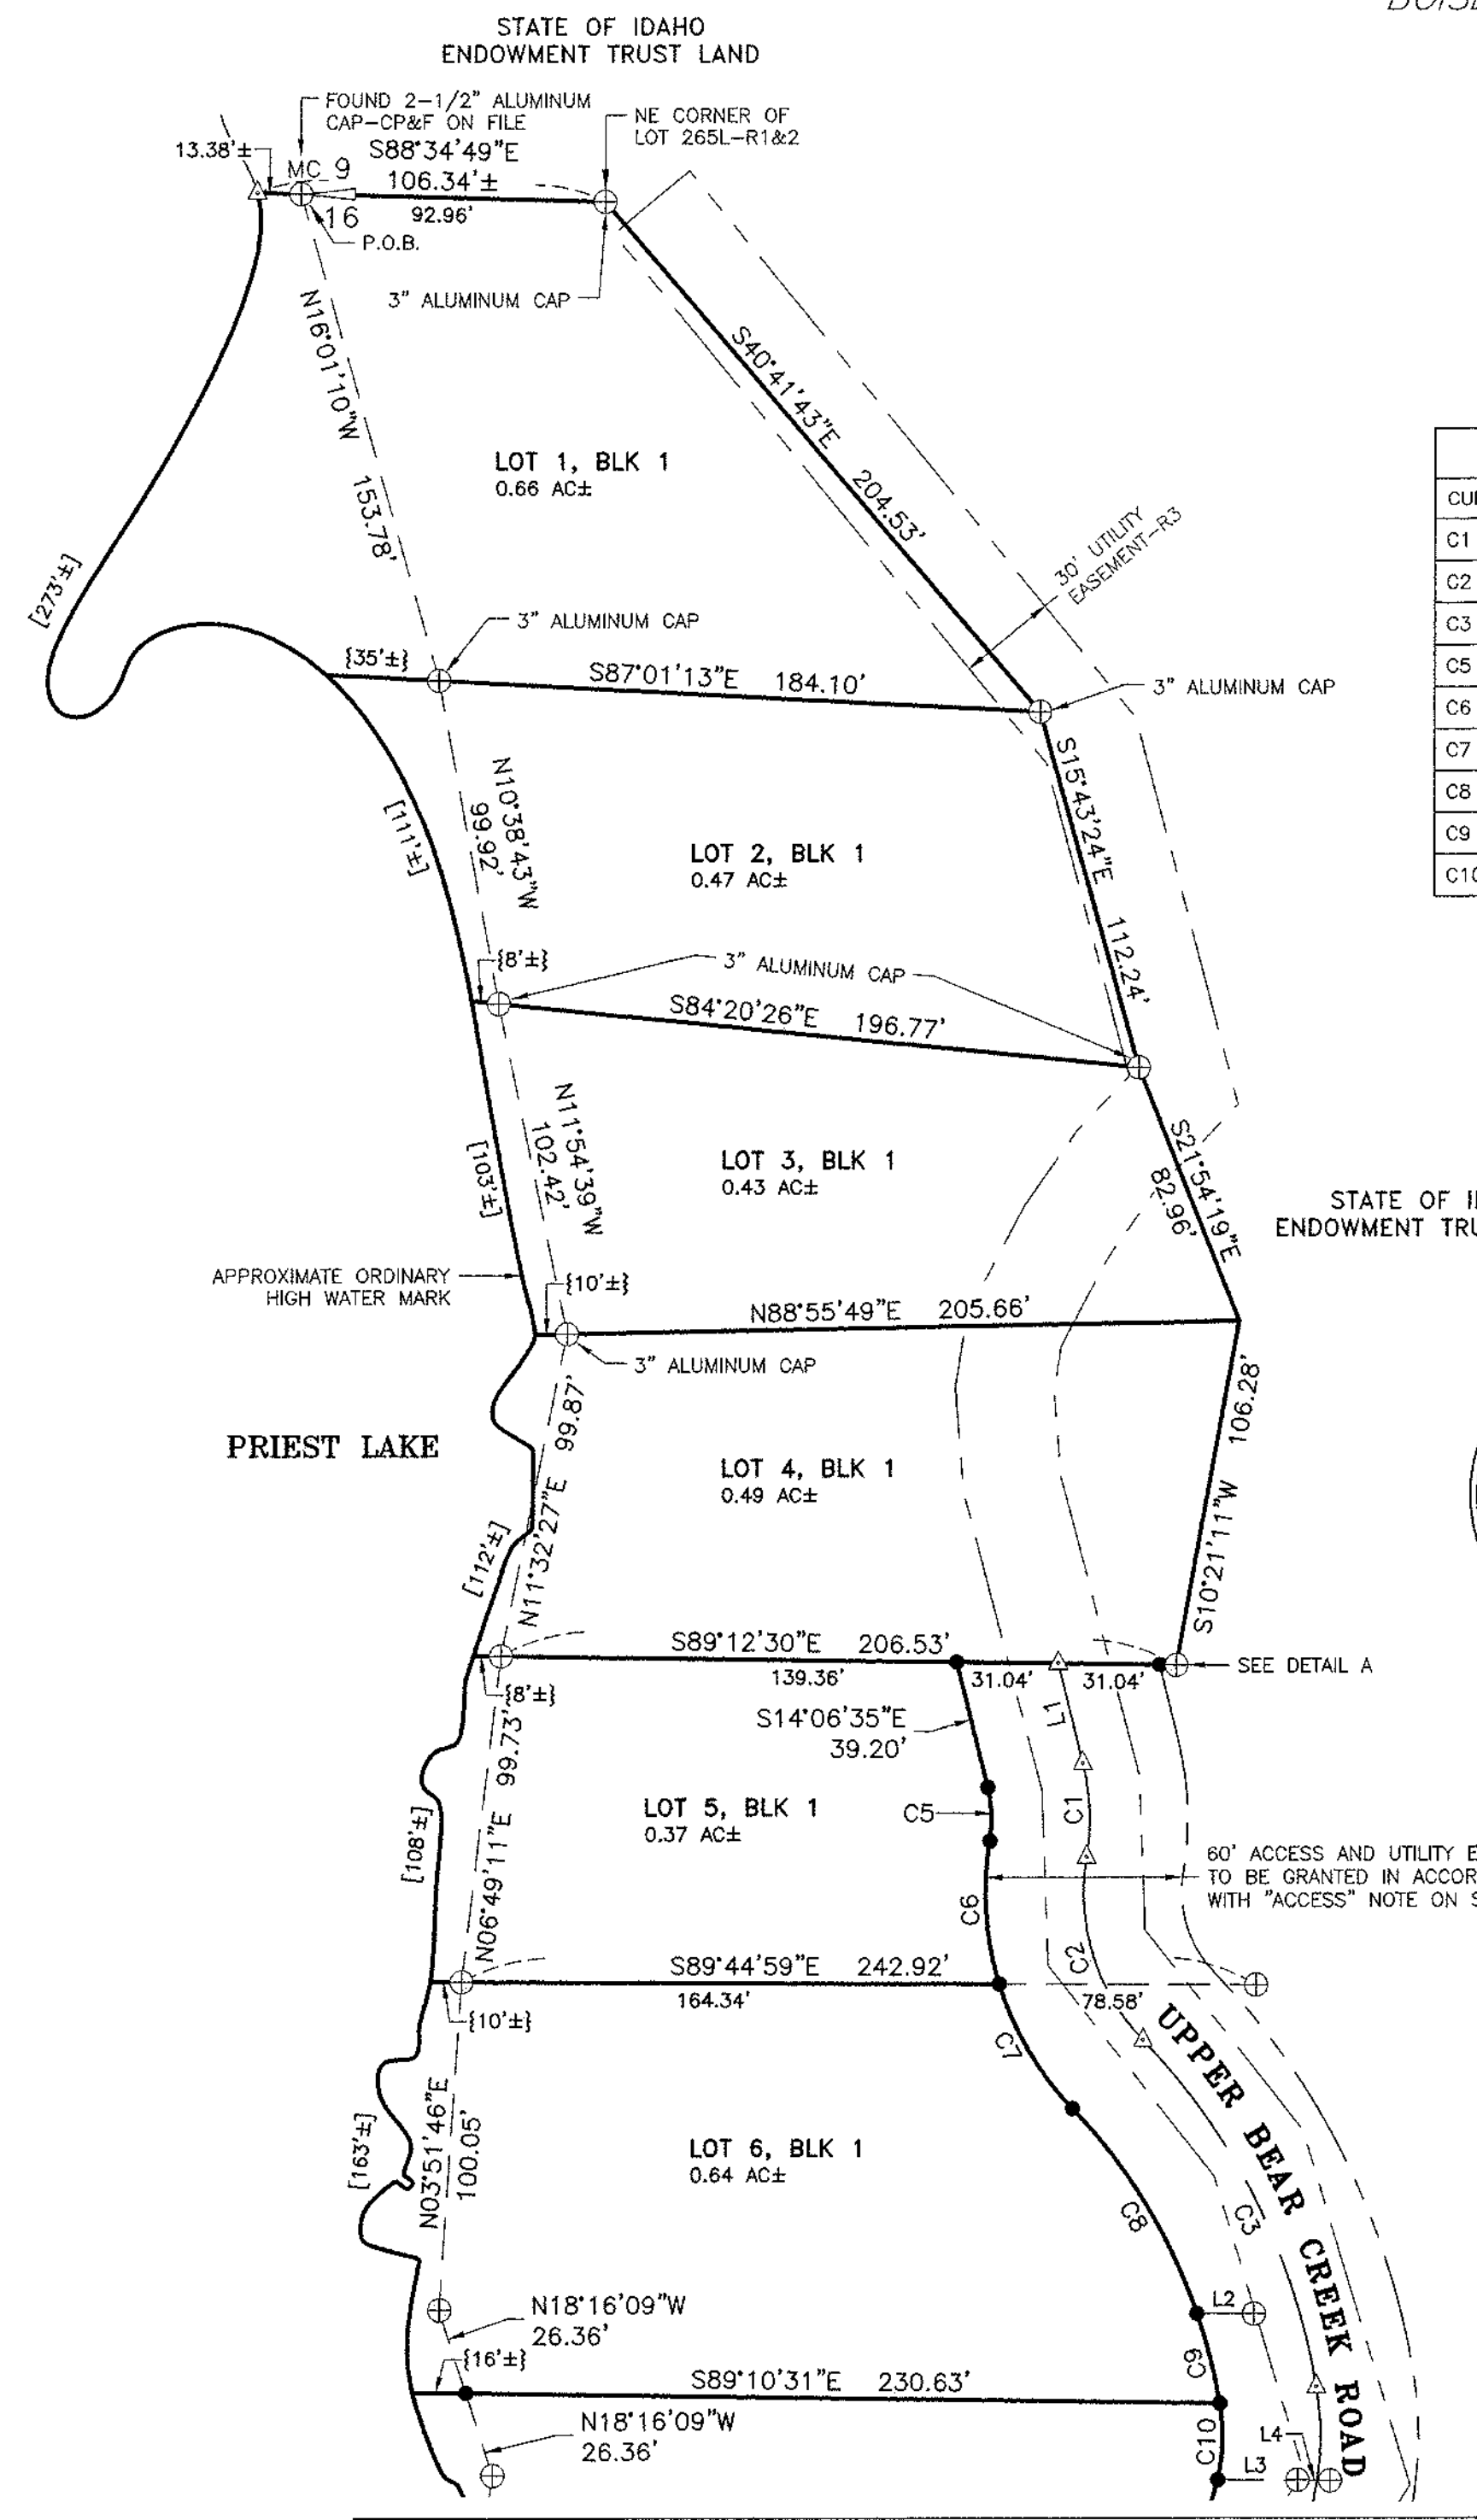 STATE OF IDAHO
ENDOWMENT TRUST LAND
FOUND 2-1/2" ALUMINUM
CAP-CP&F ON FILE
NE CORNER OF
LOT 265L-R1&2
13.38'±
MC 9
16
S88°34'49"E
106.34'±
92.96'
P.O.B.
3" ALUMINUM CAP
N16°01'10"W 153.78'
S40°41'43"E 204.53'
LOT 1, BLK 1
0.66 AC±
30' UTILITY
EASEMENT-R3
[273'±]
3" ALUMINUM CAP
{35'±}
S87°01'13"E 184.10'
3" ALUMINUM CAP
C1
C2
C3
C5
C6
C7
C8
C9
[111'±]
N10°38'43"W
99.92'
S15°43'24"E 112.24'
LOT 2, BLK 1
0.47 AC±
{8'±}
3" ALUMINUM CAP
S84°20'26"E 196.77'
[103'±]
N11°54'39"W
102.42'
LOT 3, BLK 1
0.43 AC±
S21°54'19"E
82.96'
STATE OF
ENDOWMENT
APPROXIMATE ORDINARY
HIGH WATER MARK
{10'±}
N88°55'49"E 205.66'
3" ALUMINUM CAP
PRIEST LAKE
N11°32'27"E 99.87'
LOT 4, BLK 1
0.49 AC±
S10°21'11"W 106.28'
[112'±]
S89°12'30"E 206.53'
139.36'
31.04'
31.04'
SEE DETAIL A
{8'±}
S14°06'35"E
39.20'
L1
N06°49'11"E 99.73'
LOT 5, BLK 1
0.37 AC±
C5
C1
[108'±]
60' ACCESS AND UTILITY
TO BE GRANTED IN
WITH "ACCESS" NOTE ON
C6
C2
S89°44'59"E 242.92'
164.34'
78.58'
{10'±}
C7
UPPER BEAR CREEK ROAD
[163'±]
N03°51'46"E
100.05'
LOT 6, BLK 1
0.64 AC±
C8
C3
N18°16'09"W
26.36'
L2
{16'±}
C9
S89°10'31"E 230.63'
N18°16'09"W
26.36'
C10
L4
L3